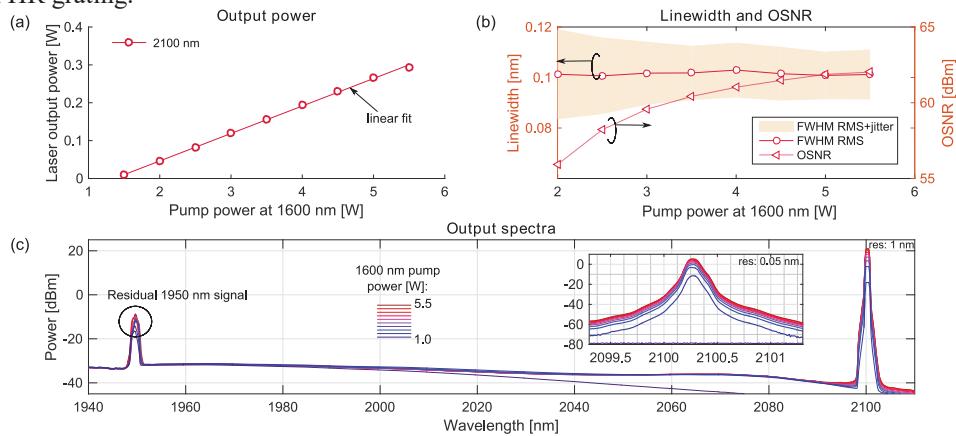 HR grating.
(a)
Output power
Laser output power [W]
0.4
0.3
0.2
0.1
0
2100 nm
linear fit
1 2 3 4 5 6
Pump power at 1600 nm [W]
(b)
Linewidth and OSNR
Linewidth [nm]
0.12
0.1
0.08
65
60
55
OSNR [dBm]
FWHM RMS+jitter
FWHM RMS
OSNR
2 3 4 5 6
Pump power at 1600 nm [W]
(c)
Output spectra
Power [dBm]
20
0
-20
-40
Residual 1950 nm signal
1600 nm pump
power [W]:
5.5
1.0
res: 0.05 nm
0
-20
-40
-60
-80
2099.5 2100 2100.5 2101
res: 1 nm
1940 1960 1980 2000 2020 2040 2060 2080 2100
Wavelength [nm]